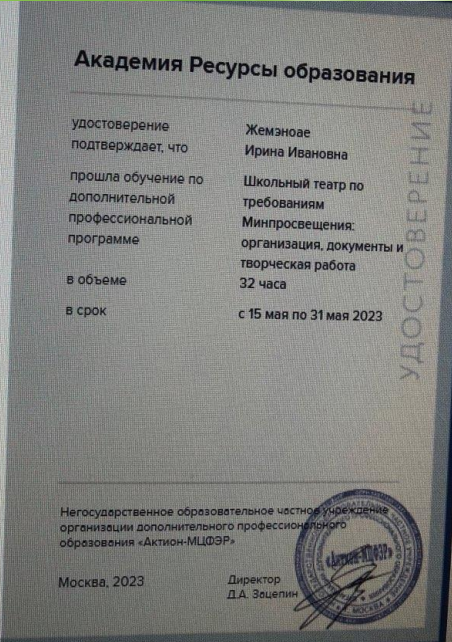 Академия Ресурсы образования
удостоверение
подтверждает, что
Жемэноае
Ирина Ивановна
прошла обучение по
дополнительной
профессиональной
программе
Школьный театр по
требованиям
Минпросвещения:
организация, документы и
творческая работа
в объеме
32 часа
в срок
с 15 мая по 31 мая 2023
УДОСТОВЕРЕНИЕ
Негосударственное образовательное частное учреждение
организации дополнительного профессионального
образования «Актион-МЦФЭР»
Москва, 2023
Директор
Д.А. Зацепин
«Актион-МЦФЭР»
МОСКВА